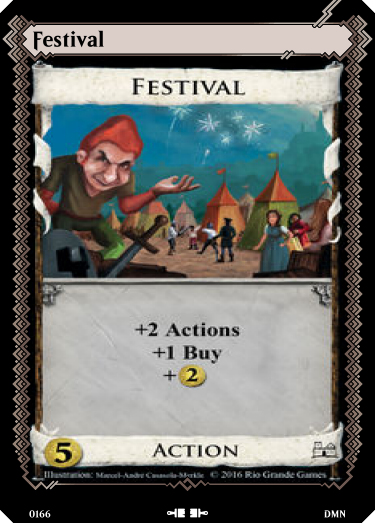 Festival
FESTIVAL
+2 Actions
+1 Buy
+ 2
5
ACTION
Illustration: Marcel-André Casasola-Merkle © 2016 Rio Grande Games
0166
DMN